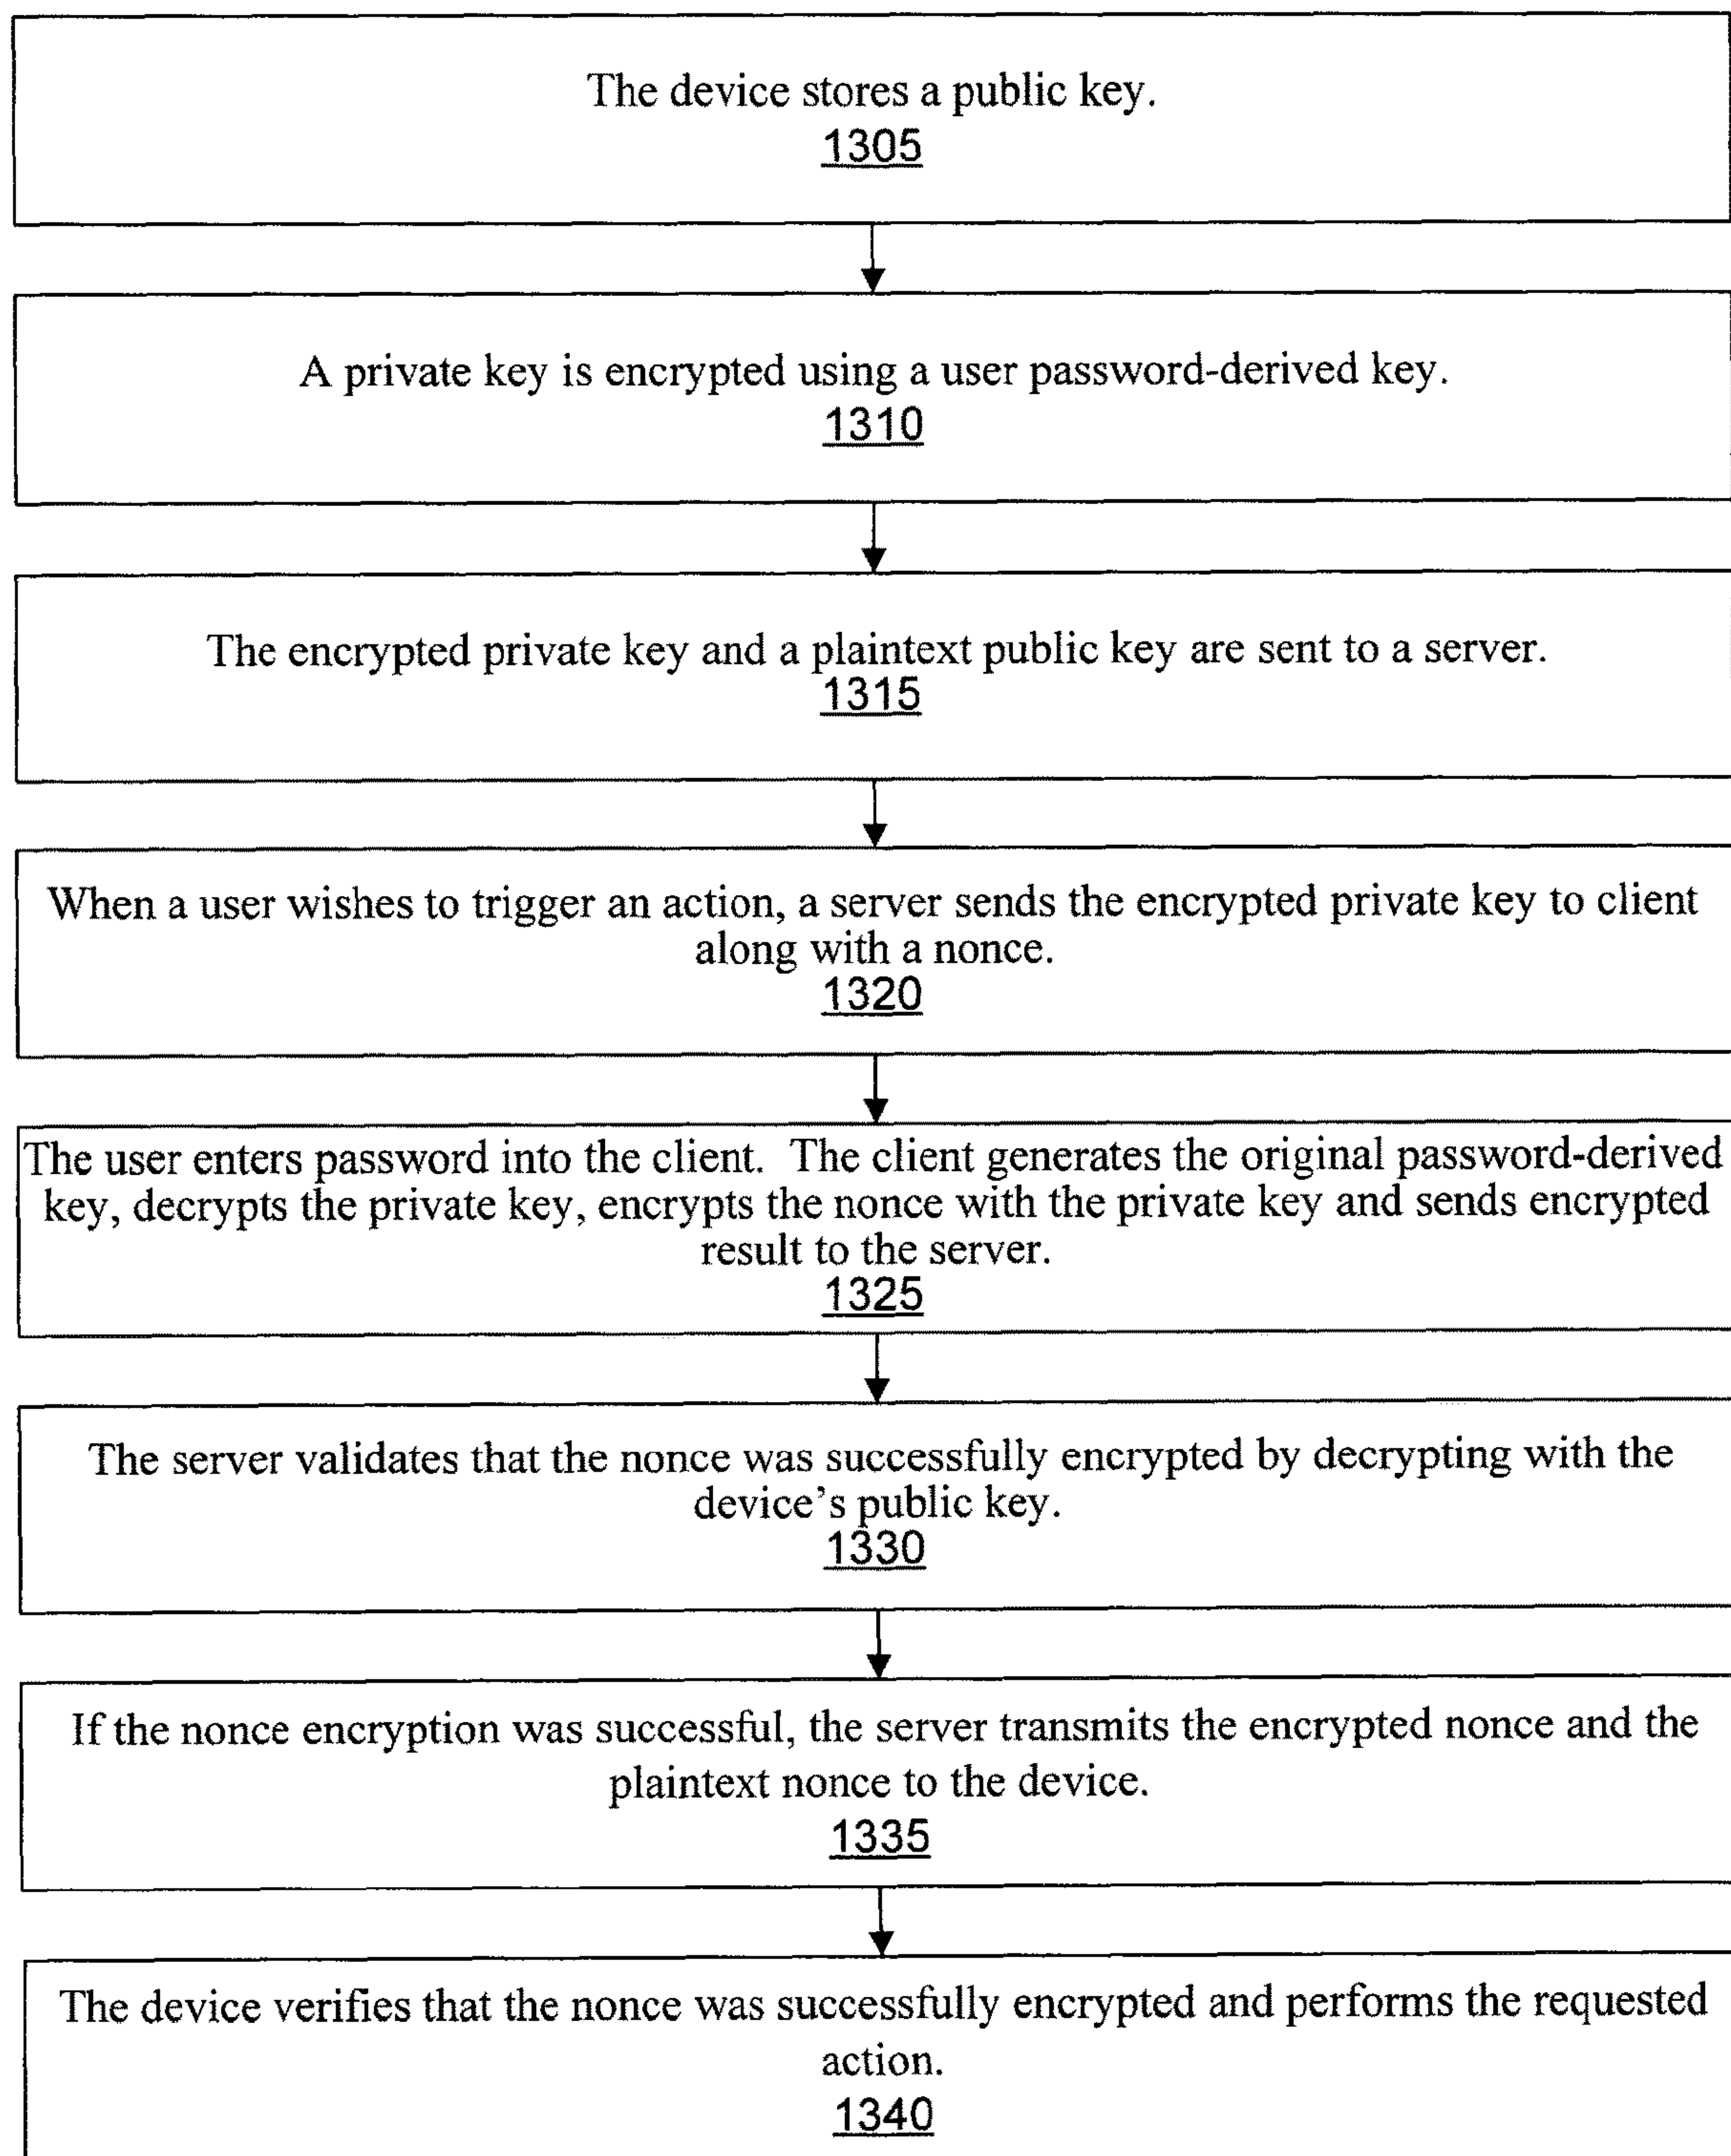 The device stores a public key.
1305
A private key is encrypted using a user password-derived key.
1310
The encrypted private key and a plaintext public key are sent to a server.
1315
When a user wishes to trigger an action, a server sends the encrypted private key to client
along with a nonce.
1320
The user enters password into the client.  The client generates the original password-derived
key, decrypts the private key, encrypts the nonce with the private key and sends encrypted
result to the server.
1325
The server validates that the nonce was successfully encrypted by decrypting with the
device's public key.
1330
If the nonce encryption was successful, the server transmits the encrypted nonce and the
plaintext nonce to the device.
1335
The device verifies that the nonce was successfully encrypted and performs the requested
action.
1340